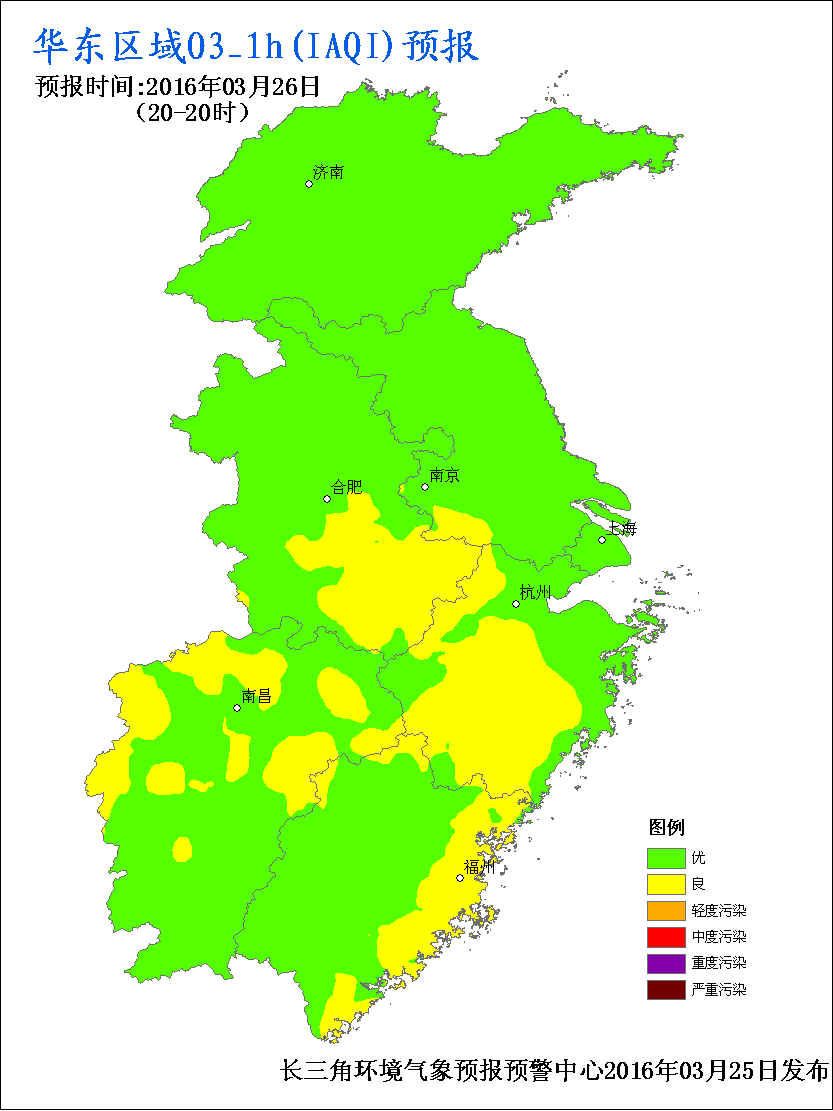 华东区域O3_1h(IAQI)预报
预报时间:2016年03月26日
(20-20时)
济南
南京
合肥
上海
杭州
南昌
福州
图例
优
良
轻度污染
中度污染
重度污染
严重污染
长三角环境气象预报预警中心2016年03月25日发布